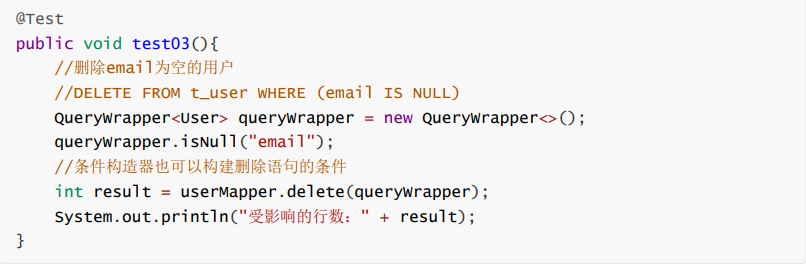 @Test
public void test03(){
    //删除email为空的用户
    //DELETE FROM t_user WHERE (email IS NULL)
    QueryWrapper<User> queryWrapper = new QueryWrapper<>();
    queryWrapper.isNull("email");
    //条件构造器也可以构建删除语句的条件
    int result = userMapper.delete(queryWrapper);
    System.out.println("受影响的行数：" + result);
}